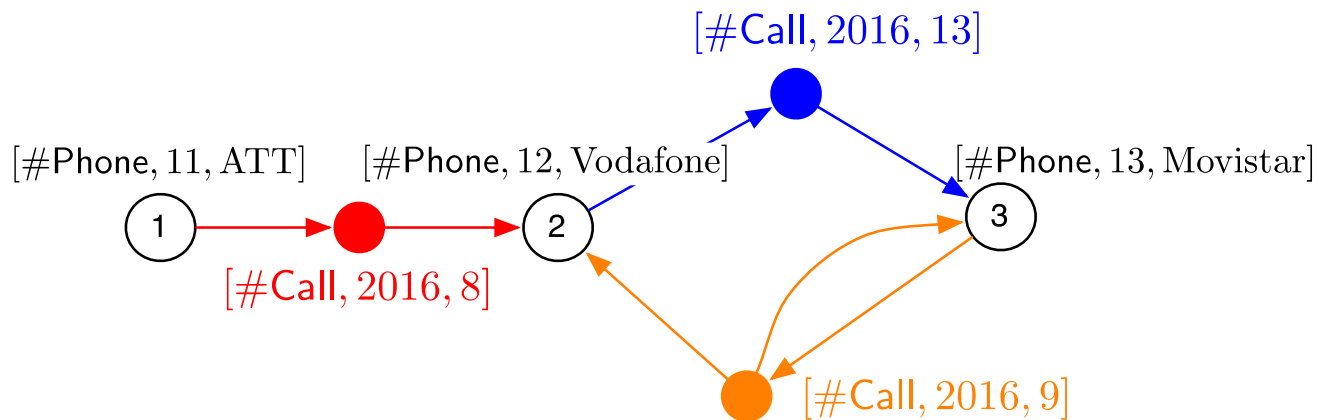 [#Call, 2016, 13]
[#Phone, 11, ATT]
[#Phone, 12, Vodafone]
[#Phone, 13, Movistar]
1
2
3
[#Call, 2016, 8]
[#Call, 2016, 9]